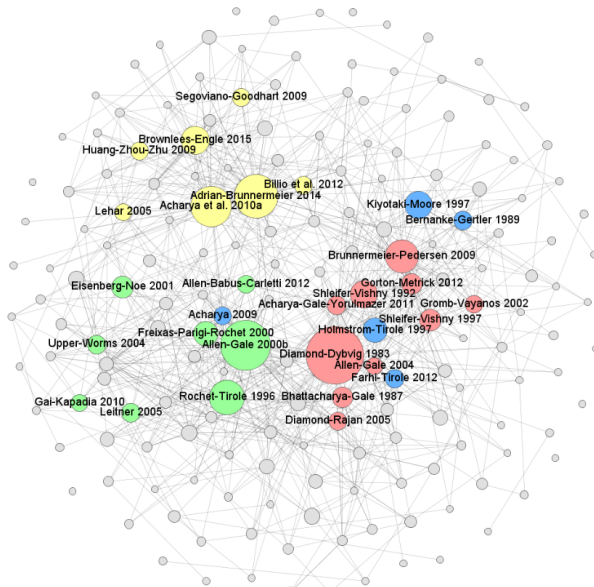 Segoviano-Goodhart 2009
Brownlees-Engle 2015
Huang-Zhou-Zhu 2009
Billio et al. 2012
Adrian-Brunnermeier 2014
Acharya et al. 2010a
Lehar 2005
Kiyotaki-Moore 1997
Bernanke-Gertler 1989
Brunnermeier-Pedersen 2009
Eisenberg-Noe 2001
Allen-Babus-Carletti 2012
Gorton-Metrick 2012
Shleifer-Vishny 1992
Acharya-Gale-Yorulmazer 2011
Gromb-Vayanos 2002
Acharya 2009
Shleifer-Vishny 1997
Freixas-Parigi-Rochet 2000
Holmstrom-Tirole 1997
Upper-Worms 2004
Allen-Gale 2000b
Diamond-Dybvig 1983
Allen-Gale 2004
Farhi-Tirole 2012
Rochet-Tirole 1996
Bhattacharya-Gale 1987
Gai-Kapadia 2010
Leitner 2005
Diamond-Rajan 2005